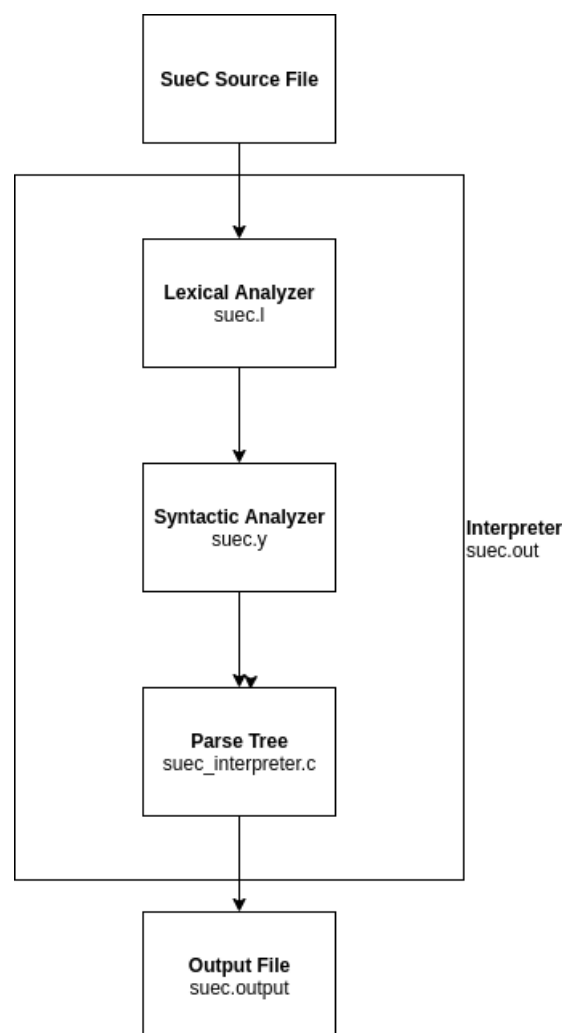 SueC Source File
Lexical Analyzer
suec.l
Syntactic Analyzer
suec.y
Interpreter
suec.out
Parse Tree
suec_interpreter.c
Output File
suec.output